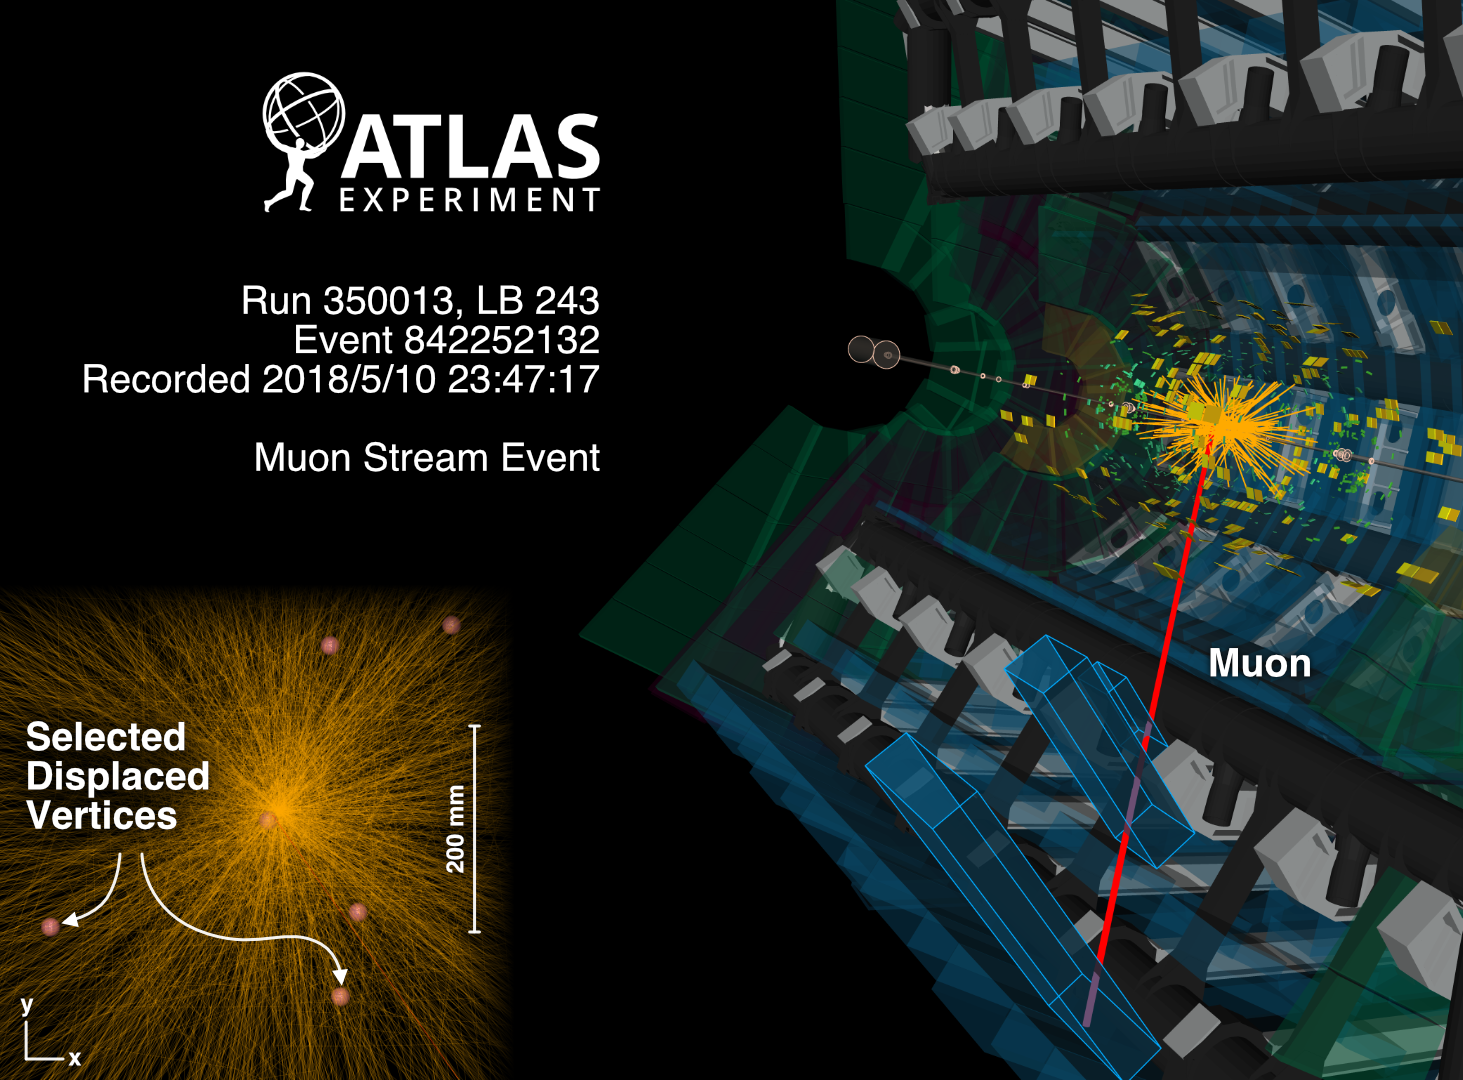 ATLAS
EXPERIMENT
Run 350013, LB 243
Event 842252132
Recorded 2018/5/10 23:47:17
Muon Stream Event
Muon
Selected
Displaced
Vertices
200 mm
y
x